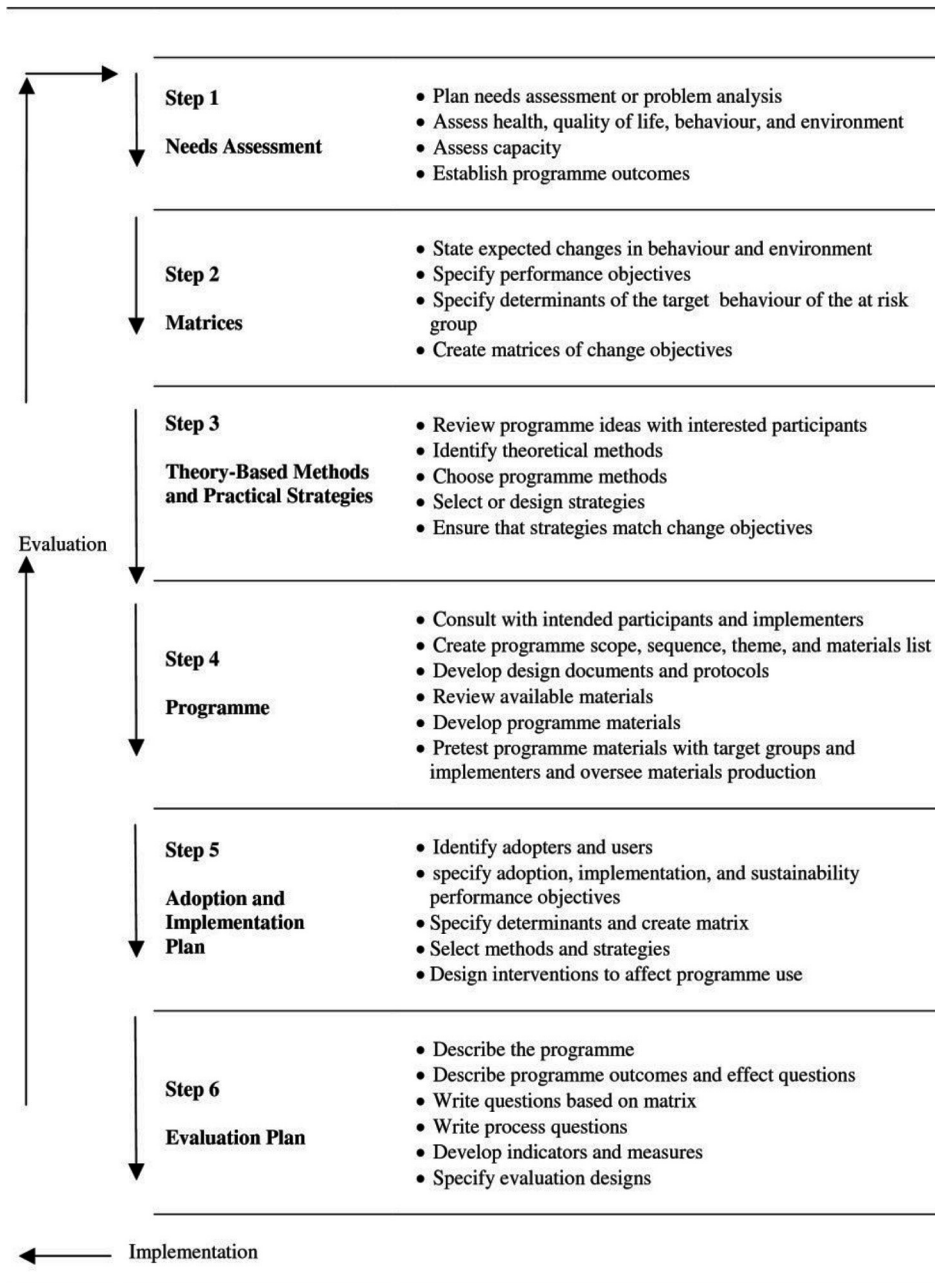 Step 1
Needs Assessment
• Plan needs assessment or problem analysis
• Assess health, quality of life, behaviour, and environment
• Assess capacity
• Establish programme outcomes
Step 2
Matrices
• State expected changes in behaviour and environment
• Specify performance objectives
• Specify determinants of the target behaviour of the at risk
group
• Create matrices of change objectives
Step 3
Theory-Based Methods
and Practical Strategies
• Review programme ideas with interested participants
• Identify theoretical methods
• Choose programme methods
• Select or design strategies
• Ensure that strategies match change objectives
Evaluation
Step 4
Programme
• Consult with intended participants and implementers
• Create programme scope, sequence, theme, and materials list
• Develop design documents and protocols
• Review available materials
• Develop programme materials
• Pretest programme materials with target groups and
implementers and oversee materials production
Step 5
Adoption and
Implementation
Plan
• Identify adopters and users
• specify adoption, implementation, and sustainability
performance objectives
• Specify determinants and create matrix
• Select methods and strategies
• Design interventions to affect programme use
Step 6
Evaluation Plan
• Describe the programme
• Describe programme outcomes and effect questions
• Write questions based on matrix
• Write process questions
• Develop indicators and measures
• Specify evaluation designs
Implementation